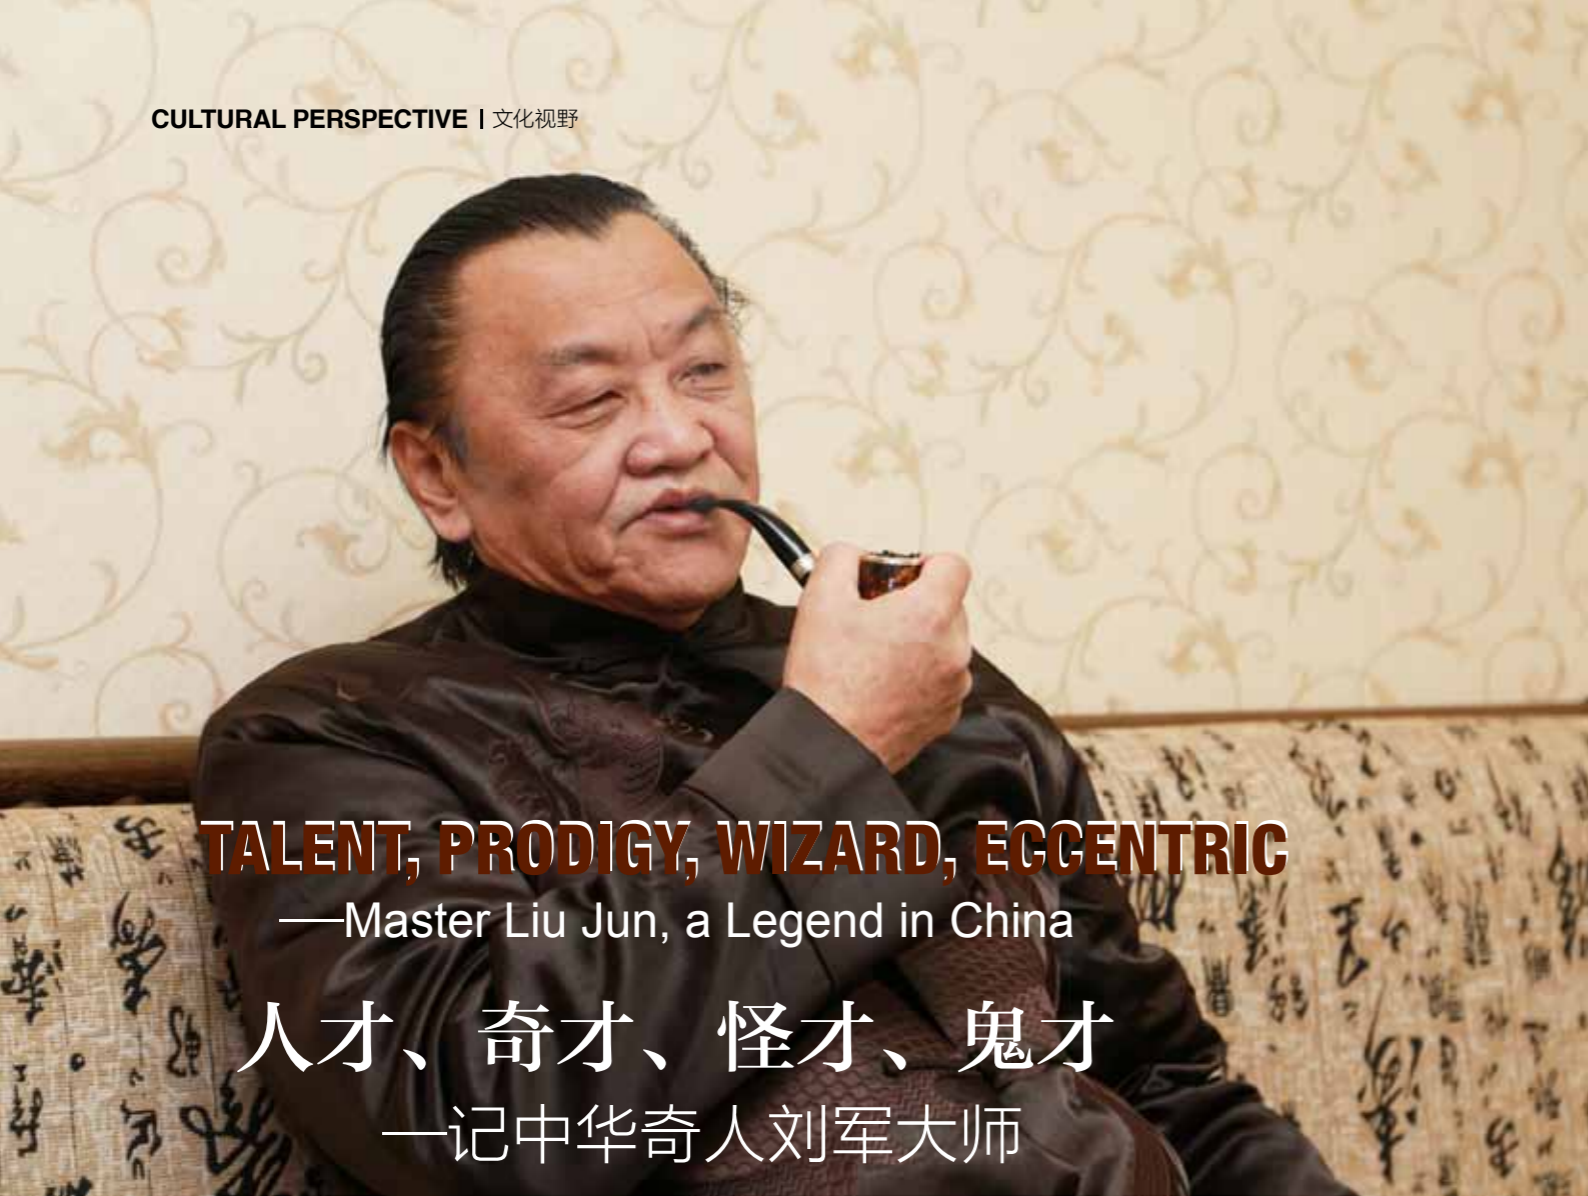 CULTURAL PERSPECTIVE | 文化视野
TALENT, PRODIGY, WIZARD, ECCENTRIC
——Master Liu Jun, a Legend in China
人才、奇才、怪才、鬼才
—记中华奇人刘军大师